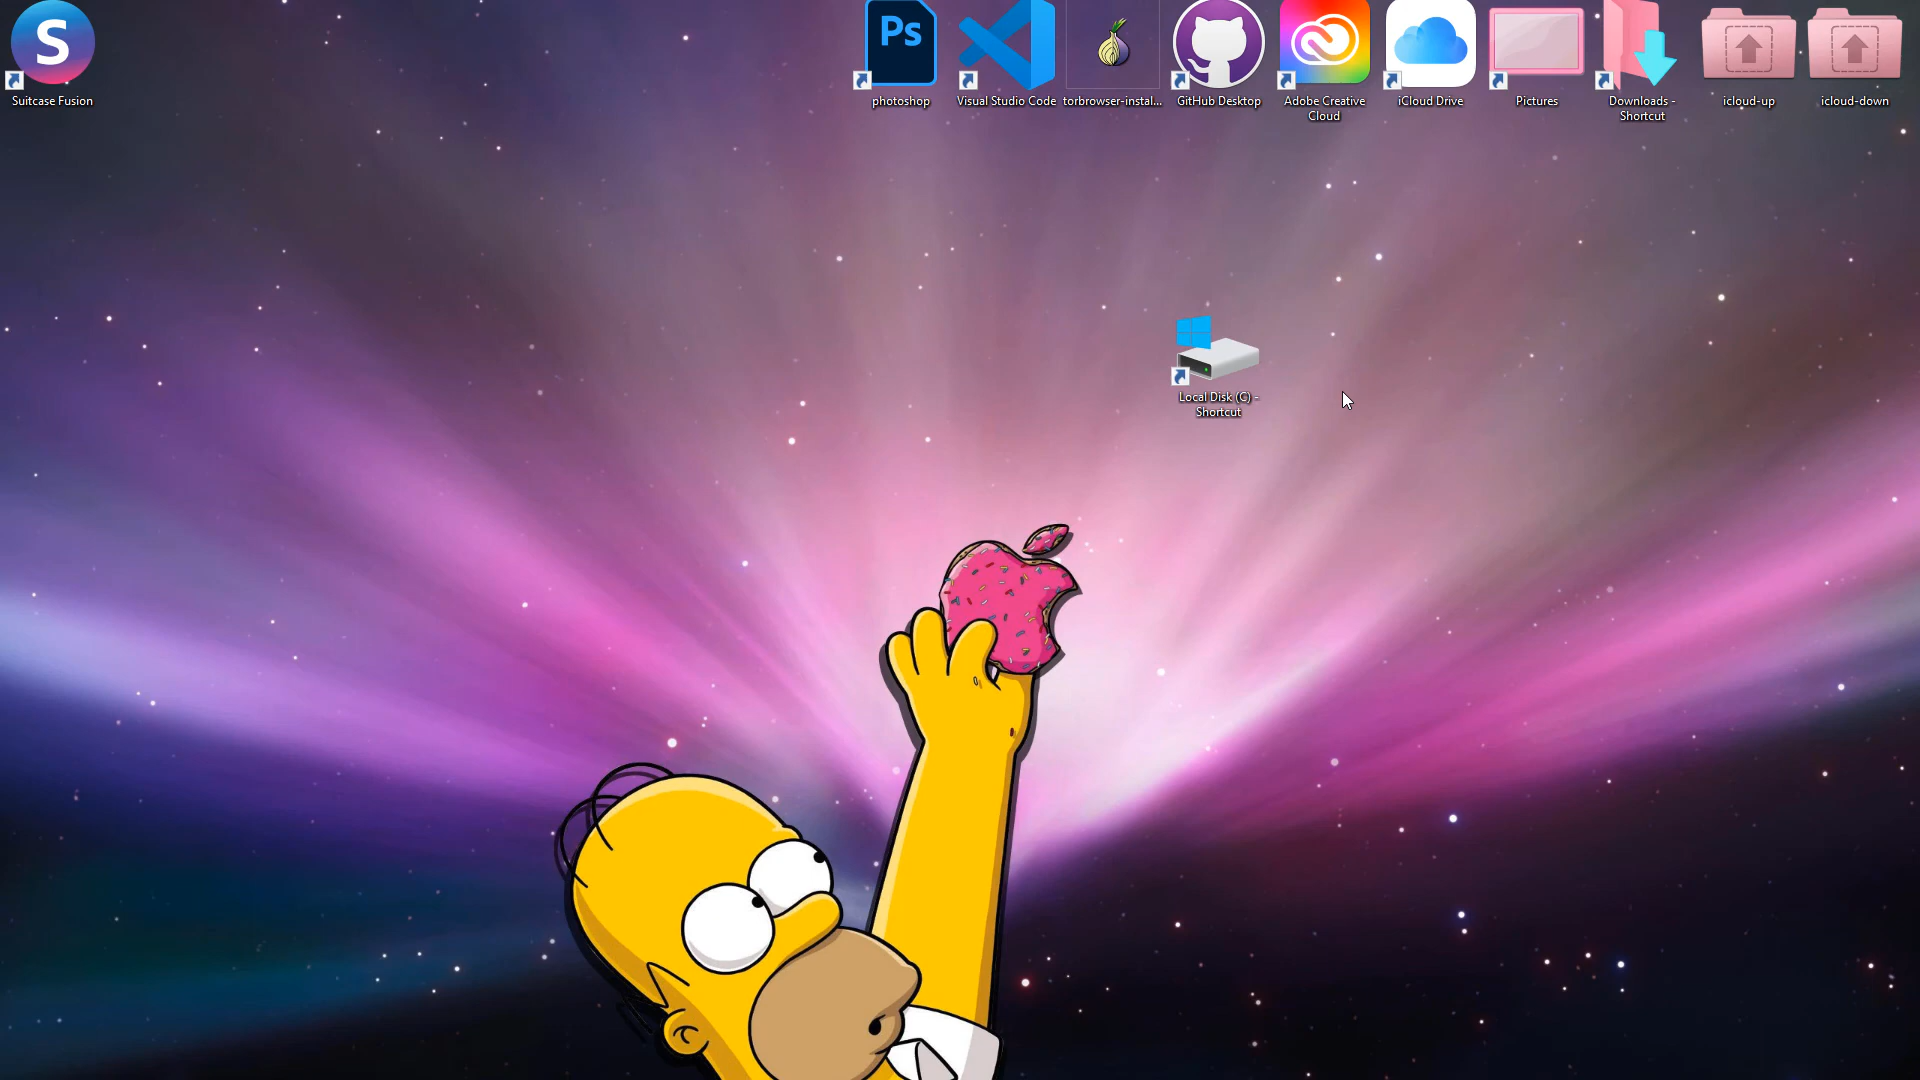 S
Ps
Suitcase Fusion
photoshop
Visual Studio Code
torbrowser-instal...
GitHub Desktop
Adobe Creative
Cloud
iCloud Drive
Pictures
Downloads -
Shortcut
icloud-up
icloud-down
Local Disk (C) -
Shortcut